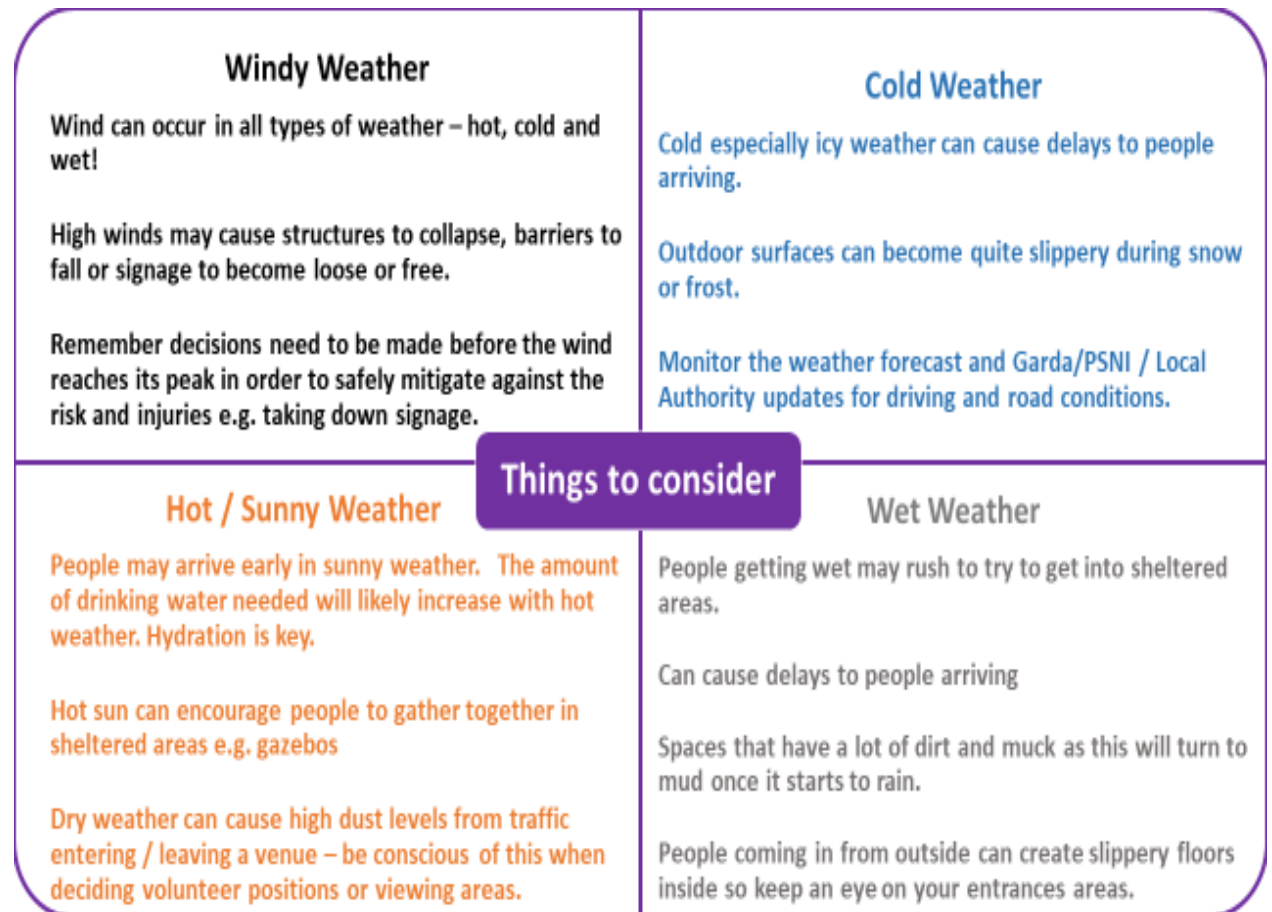 Windy Weather
Wind can occur in all types of weather – hot, cold and
wet!
High winds may cause structures to collapse, barriers to
fall or signage to become loose or free.
Remember decisions need to be made before the wind
reaches its peak in order to safely mitigate against the
risk and injuries e.g. taking down signage.
Cold Weather
Cold especially icy weather can cause delays to people
arriving.
Outdoor surfaces can become quite slippery during snow
or frost.
Monitor the weather forecast and Garda/PSNI / Local
Authority updates for driving and road conditions.
Things to consider
Hot / Sunny Weather
People may arrive early in sunny weather. The amount
of drinking water needed will likely increase with hot
weather. Hydration is key.
Hot sun can encourage people to gather together in
sheltered areas e.g. gazebos
Dry weather can cause high dust levels from traffic
entering / leaving a venue – be conscious of this when
deciding volunteer positions or viewing areas.
Wet Weather
People getting wet may rush to try to get into sheltered
areas.
Can cause delays to people arriving
Spaces that have a lot of dirt and muck as this will turn to
mud once it starts to rain.
People coming in from outside can create slippery floors
inside so keep an eye on your entrances areas.